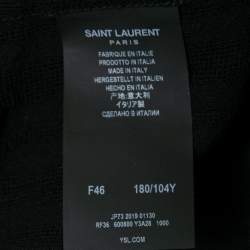 SAINT LAURENT
PARIS
FABRIQUE EN ITALIE
PRODOTTO IN ITALIA
MADE IN ITALY
HERGESTELLT IN ITALIEN
HECHO EN ITALIA
产地:意大利
イタリア製
СДЕЛАНО В ИТАЛИИ
F46 180/104Y
JP73 2019 01130
RF36 600800 Y3A28 1000
YSL.COM